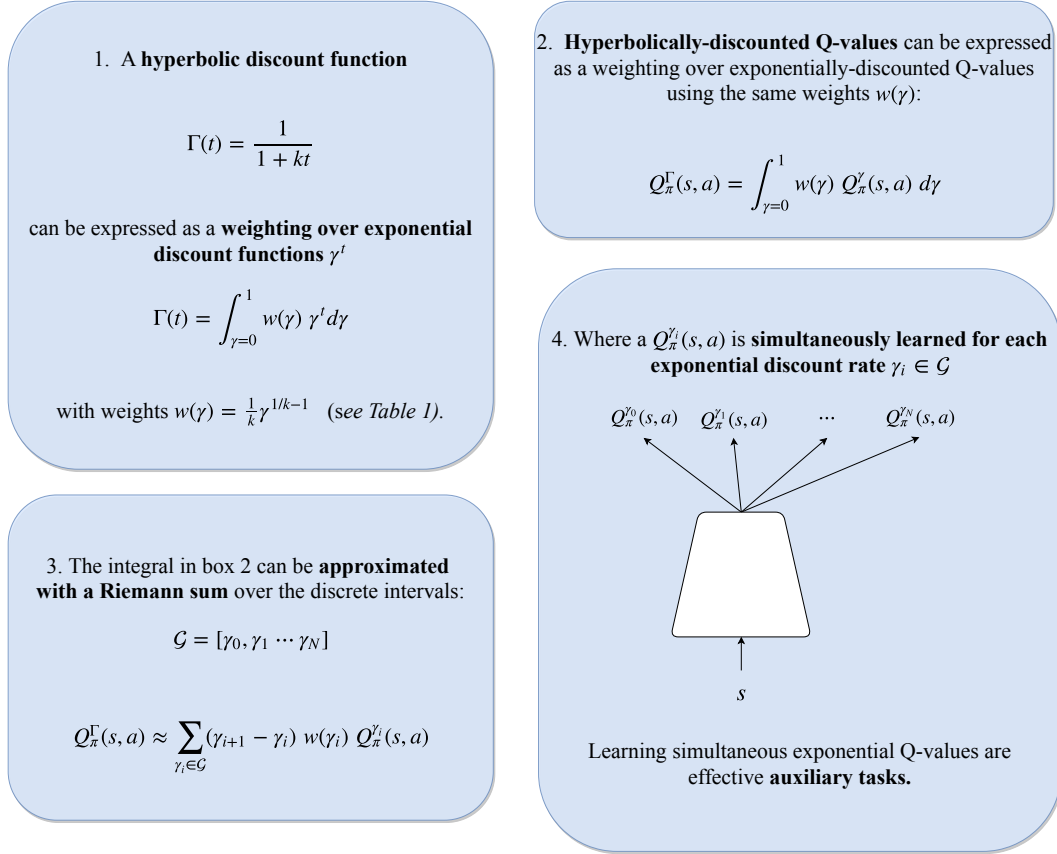 1. A hyperbolic discount function
Γ(t) = 1 / (1 + kt)
can be expressed as a weighting over exponential
discount functions γ^t
Γ(t) = ∫_{γ=0}^{1} w(γ) γ^t dγ
with weights w(γ) = 1/k γ^{1/k−1} (see Table 1).
2. Hyperbolically-discounted Q-values can be expressed
as a weighting over exponentially-discounted Q-values
using the same weights w(γ):
Q_π^Γ(s, a) = ∫_{γ=0}^{1} w(γ) Q_π^γ(s, a) dγ
3. The integral in box 2 can be approximated
with a Riemann sum over the discrete intervals:
𝒢 = [γ_0, γ_1 ⋯ γ_N]
Q_π^Γ(s, a) ≈ ∑_{γ_i∈𝒢} (γ_{i+1} − γ_i) w(γ_i) Q_π^{γ_i}(s, a)
4. Where a Q_π^{γ_i}(s, a) is simultaneously learned for each
exponential discount rate γ_i ∈ 𝒢
Q_π^{γ_0}(s, a) Q_π^{γ_1}(s, a) ⋯ Q_π^{γ_N}(s, a)
s
Learning simultaneous exponential Q-values are
effective auxiliary tasks.